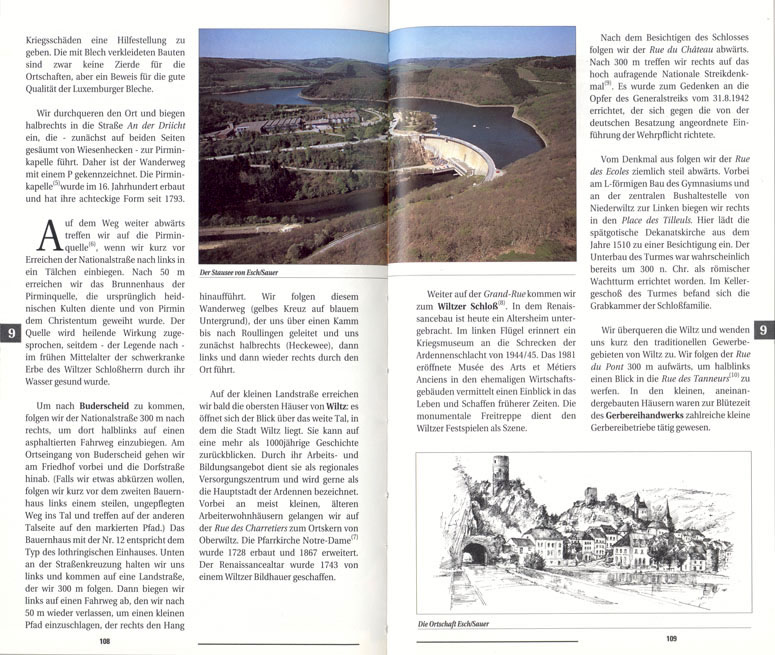 Kriegsschäden eine Hilfestellung zu
geben. Die mit Blech verkleideten Bauten
sind zwar keine Zierde für die
Ortschaften, aber ein Beweis für die gute
Qualität der Luxemburger Bleche.
Wir durchqueren den Ort und biegen
halbrechts in die Straße An der Driicht
ein, die - zunächst auf beiden Seiten
gesäumt von Wiesenhecken - zur Pirmin-
kapelle führt. Daher ist der Wanderweg
mit einem P gekennzeichnet. Die Pirmin-
kapelle(5)wurde im 16. Jahrhundert erbaut
und hat ihre achteckige Form seit 1793.
Auf dem Weg weiter abwärts
treffen wir auf die Pirmin-
quelle(6), wenn wir kurz vor
Erreichen der Nationalstraße nach links in
ein Tälchen einbiegen. Nach 50 m
erreichen wir das Brunnenhaus der
Pirminquelle, die ursprünglich heid-
nischen Kulten diente und von Pirmin
dem Christentum geweiht wurde. Der
Quelle wird heilende Wirkung zuge-
sprochen, seitdem - der Legende nach -
im frühen Mittelalter der schwerkranke
Erbe des Wiltzer Schloßherrn durch ihr
Wasser gesund wurde.
Um nach Buderscheid zu kommen,
folgen wir der Nationalstraße 300 m nach
rechts, um dort halblinks auf einen
asphaltierten Fahrweg einzubiegen. Am
Ortseingang von Buderscheid gehen wir
am Friedhof vorbei und die Dorfstraße
hinab. (Falls wir etwas abkürzen wollen,
folgen wir kurz vor dem zweiten Bauern-
haus links einem steilen, ungepflegten
Weg ins Tal und treffen auf der anderen
Talseite auf den markierten Pfad.) Das
Bauernhaus mit der Nr. 12 entspricht dem
Typ des lothringischen Einhauses. Unten
an der Straßenkreuzung halten wir uns
links und kommen auf eine Landstraße,
der wir 300 m folgen. Dann biegen wir
links auf einen Fahrweg ab, den wir nach
50 m wieder verlassen, um einen kleinen
Pfad einzuschlagen, der rechts den Hang
9
108
Der Stausee von Esch/Sauer
hinaufführt. Wir folgen diesem
Wanderweg (gelbes Kreuz auf blauem
Untergrund), der uns über einen Kamm
bis nach Roullingen geleitet und uns
zunächst halbrechts (Heckewee), dann
links und dann wieder rechts durch den
Ort führt.
Auf der kleinen Landstraße erreichen
wir bald die obersten Häuser von Wiltz: es
öffnet sich der Blick über das weite Tal, in
dem die Stadt Wiltz liegt. Sie kann auf
eine mehr als 1000jährige Geschichte
zurückblicken. Durch ihr Arbeits- und
Bildungsangebot dient sie als regionales
Versorgungszentrum und wird gerne als
die Hauptstadt der Ardennen bezeichnet.
Vorbei an meist kleinen, älteren
Arbeiterwohnhäusern gelangen wir auf
der Rue des Charretiers zum Ortskern von
Oberwiltz. Die Pfarrkirche Notre-Dame(7)
wurde 1728 erbaut und 1867 erweitert.
Der Renaissancealtar wurde 1743 von
einem Wiltzer Bildhauer geschaffen.
Weiter auf der Grand-Rue kommen wir
zum Wiltzer Schloß(8). In dem Renais-
sancebau ist heute ein Altersheim unter-
gebracht. Im linken Flügel erinnert ein
Kriegsmuseum an die Schrecken der
Ardennenschlacht von 1944/45. Das 1981
eröffnete Musée des Arts et Métiers
Anciens in den ehemaligen Wirtschafts-
gebäuden vermittelt einen Einblick in das
Leben und Schaffen früherer Zeiten. Die
monumentale Freitreppe dient den
Wiltzer Festspielen als Szene.
Nach dem Besichtigen des Schlosses
folgen wir der Rue du Château abwärts.
Nach 300 m treffen wir rechts auf das
hoch aufragende Nationale Streikdenk-
mal(9). Es wurde zum Gedenken an die
Opfer des Generalstreiks vom 31.8.1942
errichtet, der sich gegen die von der
deutschen Besatzung angeordnete Ein-
führung der Wehrpflicht richtete.
Vom Denkmal aus folgen wir der Rue
des Ecoles ziemlich steil abwärts. Vorbei
am L-förmigen Bau des Gymnasiums und
an der zentralen Bushaltestelle von
Niederwiltz zur Linken biegen wir rechts
in den Place des Tilleuls. Hier lädt die
spätgotische Dekanatskirche aus dem
Jahre 1510 zu einer Besichtigung ein. Der
Unterbau des Turmes war wahrscheinlich
bereits um 300 n. Chr. als römischer
Wachtturm errichtet worden. Im Keller-
geschoß des Turmes befand sich die
Grabkammer der Schloßfamilie.
Wir überqueren die Wiltz und wenden
uns kurz den traditionellen Gewerbe-
gebieten von Wiltz zu. Wir folgen der Rue
du Pont 300 m aufwärts, um halblinks
einen Blick in die Rue des Tanneurs(10) zu
werfen. In den kleinen, aneinan-
dergebauten Häusern waren zur Blütezeit
des Gerbereihandwerks zahlreiche kleine
Gerbereibetriebe tätig gewesen.
9
Die Ortschaft Esch/Sauer
109